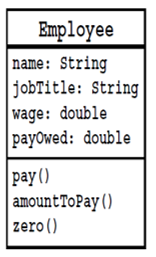 Employee
name: String
jobTitle: String
wage: double
payOwed: double
pay()
amountToPay()
zero()